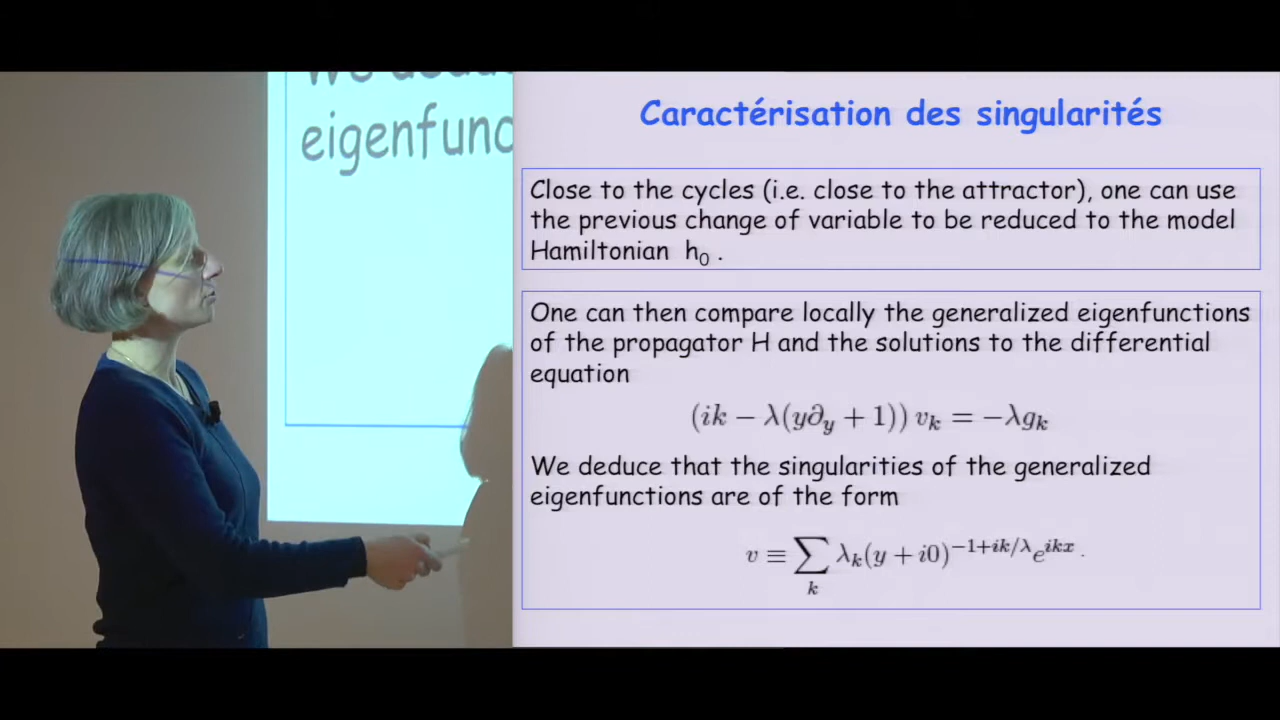 We
eigenfunc
Caractérisation des singularités
Close to the cycles (i.e. close to the attractor), one can use
the previous change of variable to be reduced to the model
Hamiltonian h₀ .
One can then compare locally the generalized eigenfunctions
of the propagator H and the solutions to the differential
equation
(ik − λ(y∂_y + 1)) v_k = −λg_k
We deduce that the singularities of the generalized
eigenfunctions are of the form
v ≡ ∑_k λ_k(y + i0)^{−1+ik/λ} e^{ikx} .